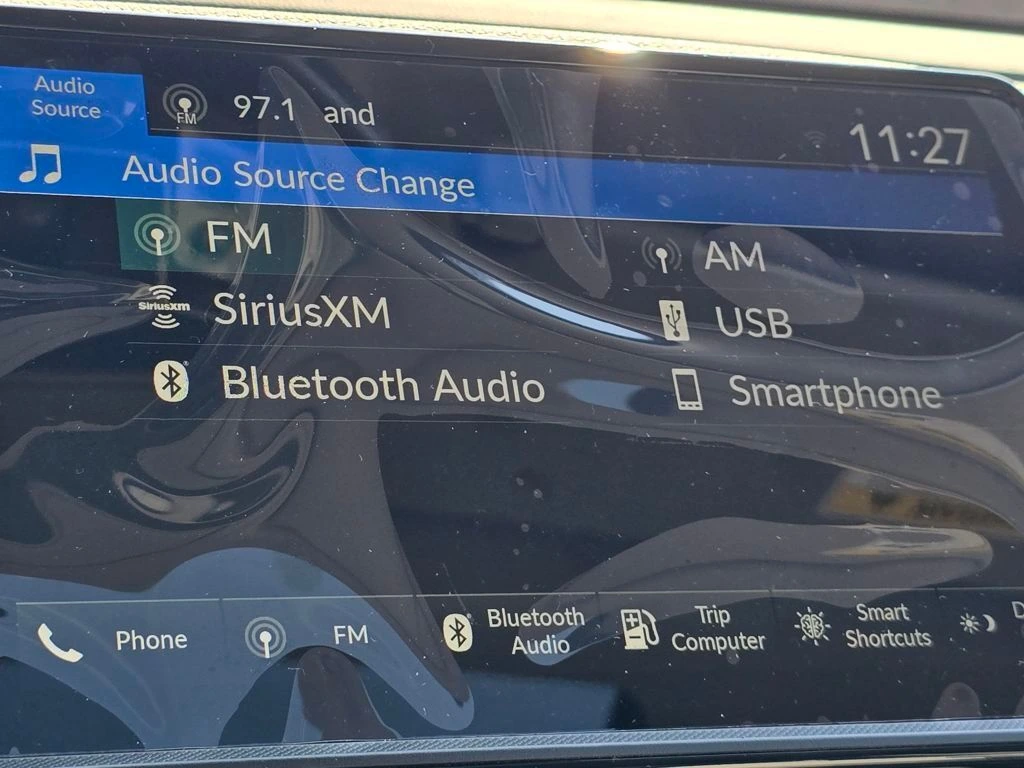 Audio
Source
FM
97.1 and
11:27
Audio Source Change
FM
AM
SiriusXM
SiriusXM
USB
Bluetooth Audio
Smartphone
Phone
FM
Bluetooth
Audio
Trip
Computer
Smart
Shortcuts
D